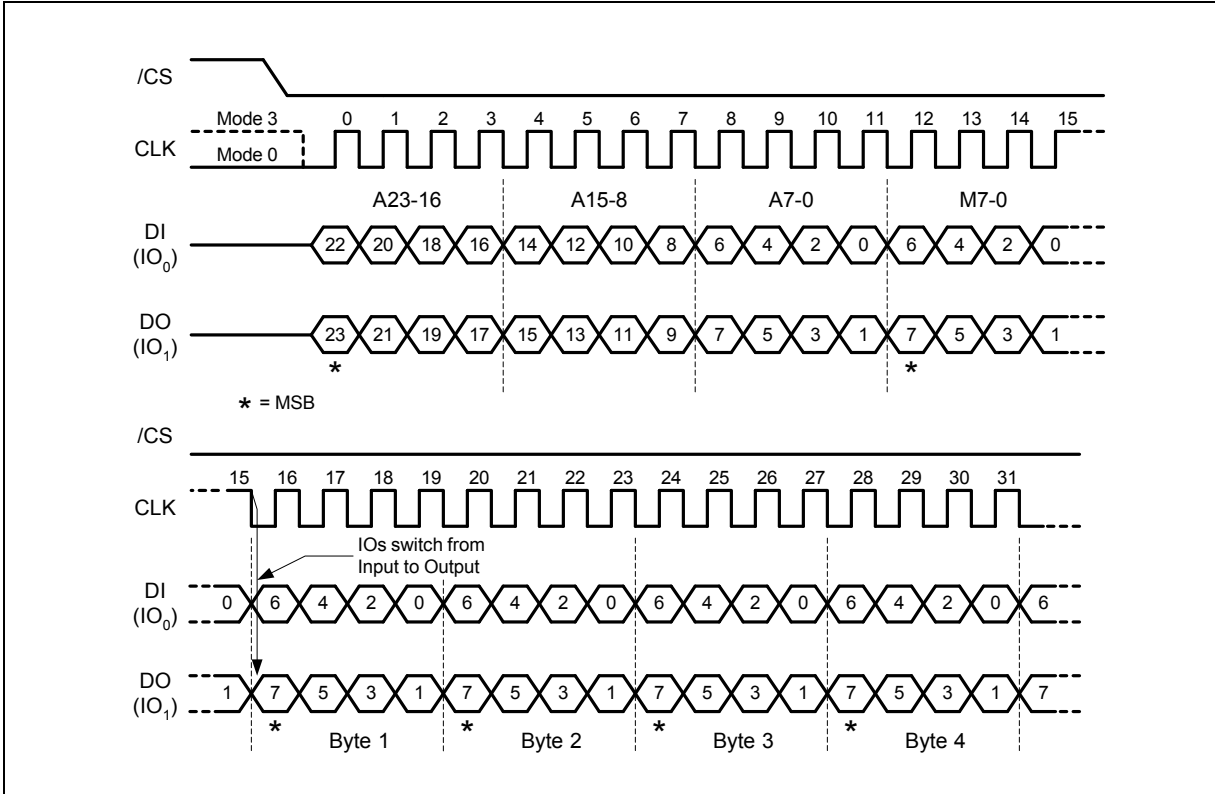 /CS
Mode 3 0 1 2 3 4 5 6 7 8 9 10 11 12 13 14 15
CLK
Mode 0
A23-16 A15-8 A7-0 M7-0
DI
(IO0) 22 20 18 16 14 12 10 8 6 4 2 0 6 4 2 0
DO
(IO1) 23 21 19 17 15 13 11 9 7 5 3 1 7 5 3 1
* *
* = MSB
/CS
15 16 17 18 19 20 21 22 23 24 25 26 27 28 29 30 31
CLK
IOs switch from
Input to Output
DI
(IO0) 0 6 4 2 0 6 4 2 0 6 4 2 0 6 4 2 0 6
DO
(IO1) 1 7 5 3 1 7 5 3 1 7 5 3 1 7 5 3 1 7
* * * *
Byte 1 Byte 2 Byte 3 Byte 4